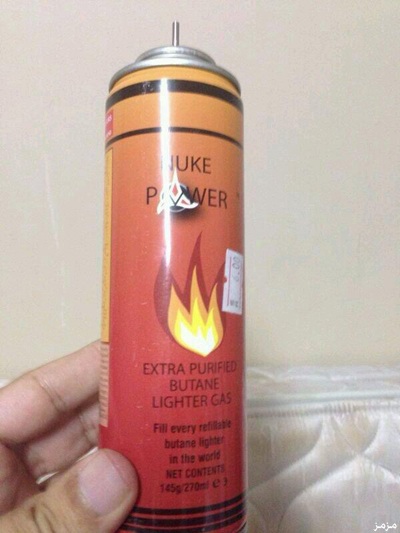 NUKE
POWER
EXTRA PURIFIED
BUTANE
LIGHTER GAS
Fill every refillable
butane lighter
in the world
NET CONTENTS
145g/270ml e 3
مزمز